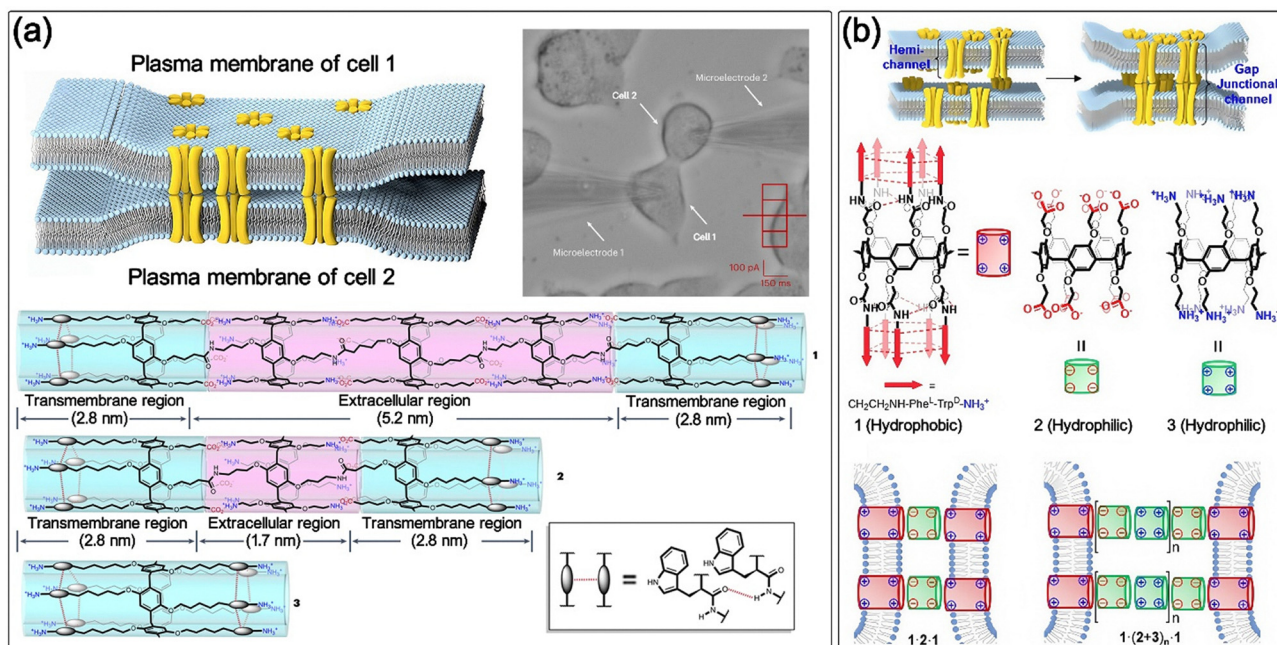 (a)
Plasma membrane of cell 1
Plasma membrane of cell 2
Microelectrode 2
Cell 2
Microelectrode 1
Cell 1
100 pA
150 ms
1
Transmembrane region
(2.8 nm)
Extracellular region
(5.2 nm)
Transmembrane region
(2.8 nm)
2
Transmembrane region
(2.8 nm)
Extracellular region
(1.7 nm)
Transmembrane region
(2.8 nm)
3
=
HN
O
H
N
HN
O
H-N
(b)
Hemi-
channel
Gap
Junctional
channel
=
CH₂CH₂NH-Pheᴸ-Trpᴰ-NH₃⁺
1 (Hydrophobic)
2 (Hydrophilic)
3 (Hydrophilic)
n
n
1·2·1
1·(2+3)ₙ·1